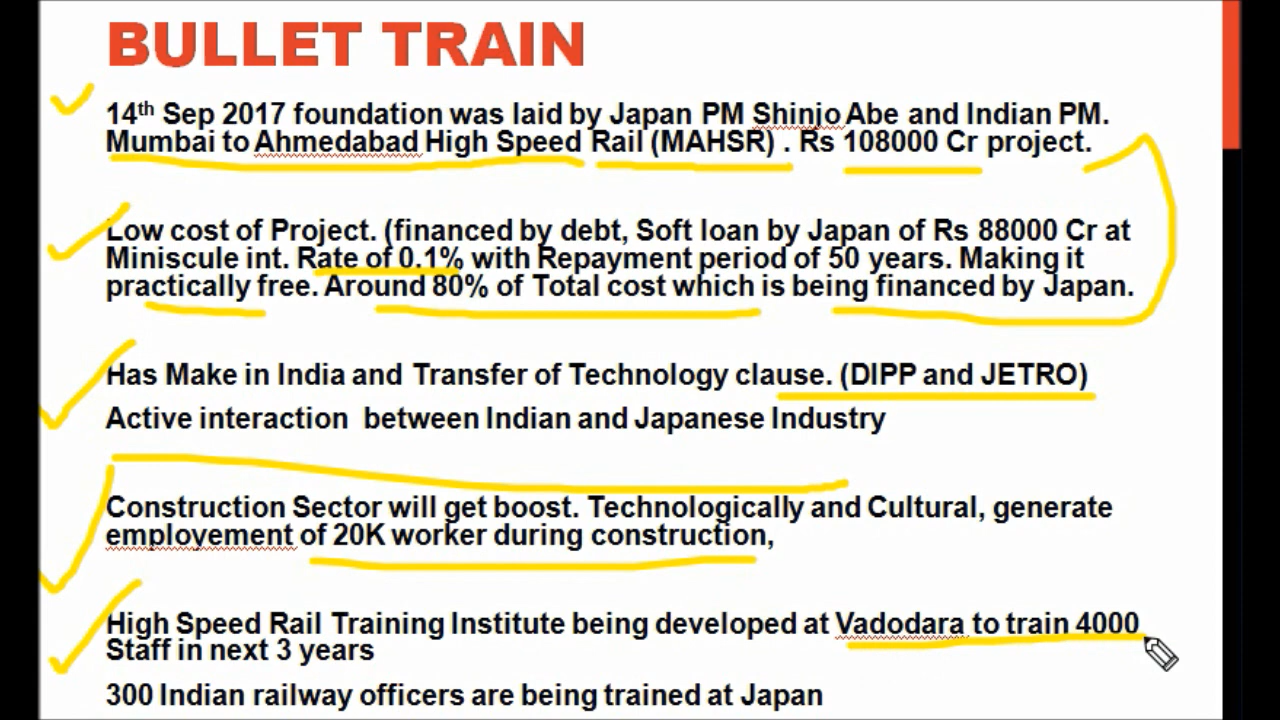 BULLET TRAIN
14th Sep 2017 foundation was laid by Japan PM Shinjo Abe and Indian PM.
Mumbai to Ahmedabad High Speed Rail (MAHSR) . Rs 108000 Cr project.
Low cost of Project. (financed by debt, Soft loan by Japan of Rs 88000 Cr at
Miniscule int. Rate of 0.1% with Repayment period of 50 years. Making it
practically free. Around 80% of Total cost which is being financed by Japan.
Has Make in India and Transfer of Technology clause. (DIPP and JETRO)
Active interaction between Indian and Japanese Industry
Construction Sector will get boost. Technologically and Cultural, generate
employement of 20K worker during construction,
High Speed Rail Training Institute being developed at Vadodara to train 4000
Staff in next 3 years
300 Indian railway officers are being trained at Japan